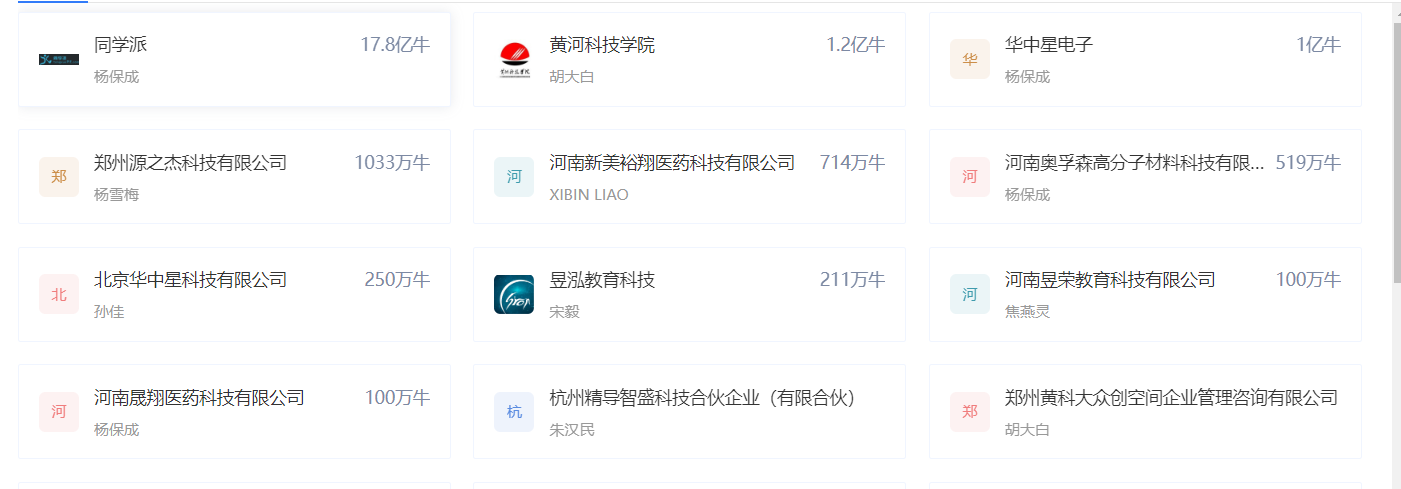 同学派 17.8亿牛
杨保成
黄河科技学院 1.2亿牛
胡大白
华 华中星电子 1亿牛
杨保成
郑 郑州源之杰科技有限公司 1033万牛
杨雪梅
河 河南新美裕翔医药科技有限公司 714万牛
XIBIN LIAO
河 河南奥孚森高分子材料科技有限... 519万牛
杨保成
北 北京华中星科技有限公司 250万牛
孙佳
昱泓教育科技 211万牛
宋毅
河 河南昱荣教育科技有限公司 100万牛
焦燕灵
河 河南晟翔医药科技有限公司 100万牛
杨保成
杭 杭州精导智盛科技合伙企业（有限合伙）
朱汉民
郑 郑州黄科大众创空间企业管理咨询有限公司
胡大白